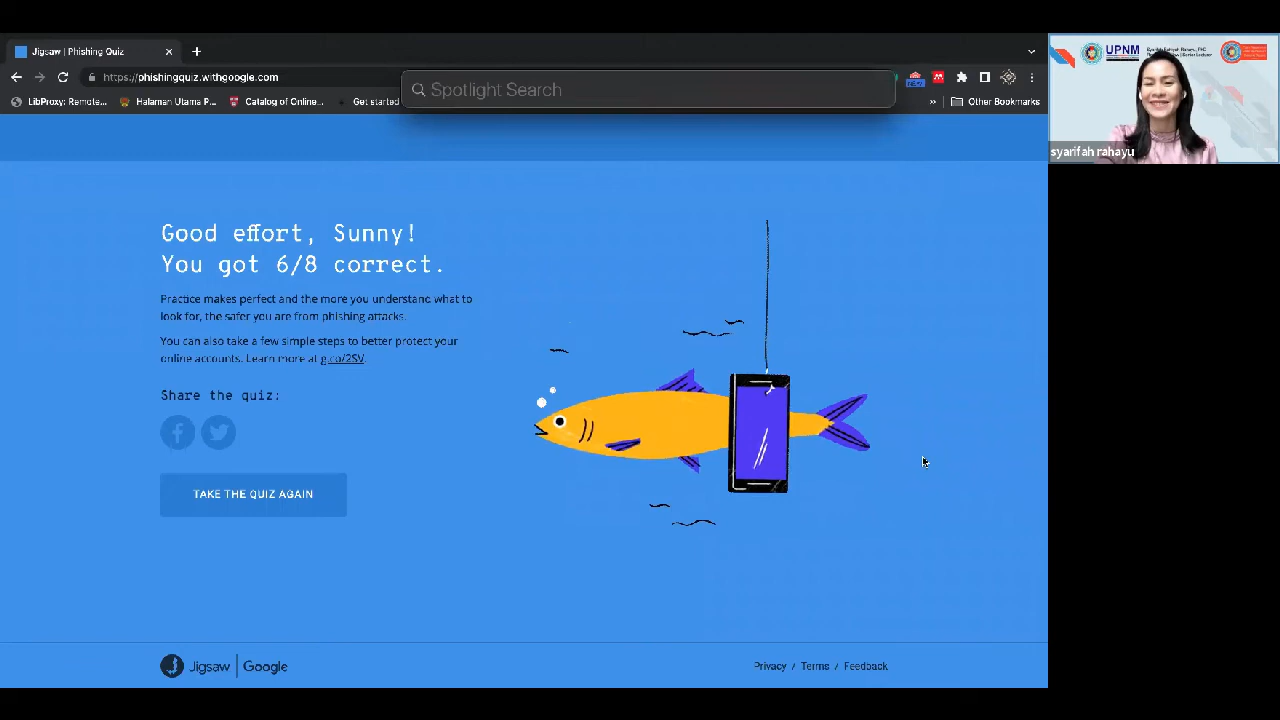 Jigsaw | Phishing Quiz
https://phishingquiz.withgoogle.com
Spotlight Search
LibProxy: Remote...
Halaman Utama P...
Catalog of Online...
Get started
»
Other Bookmarks
UPNM
syarifah rahayu
Good effort, Sunny!
You got 6/8 correct.
Practice makes perfect and the more you understand what to
look for, the safer you are from phishing attacks.
You can also take a few simple steps to better protect your
online accounts. Learn more at g.co/2SV.
Share the quiz:
TAKE THE QUIZ AGAIN
Jigsaw | Google
Privacy / Terms / Feedback